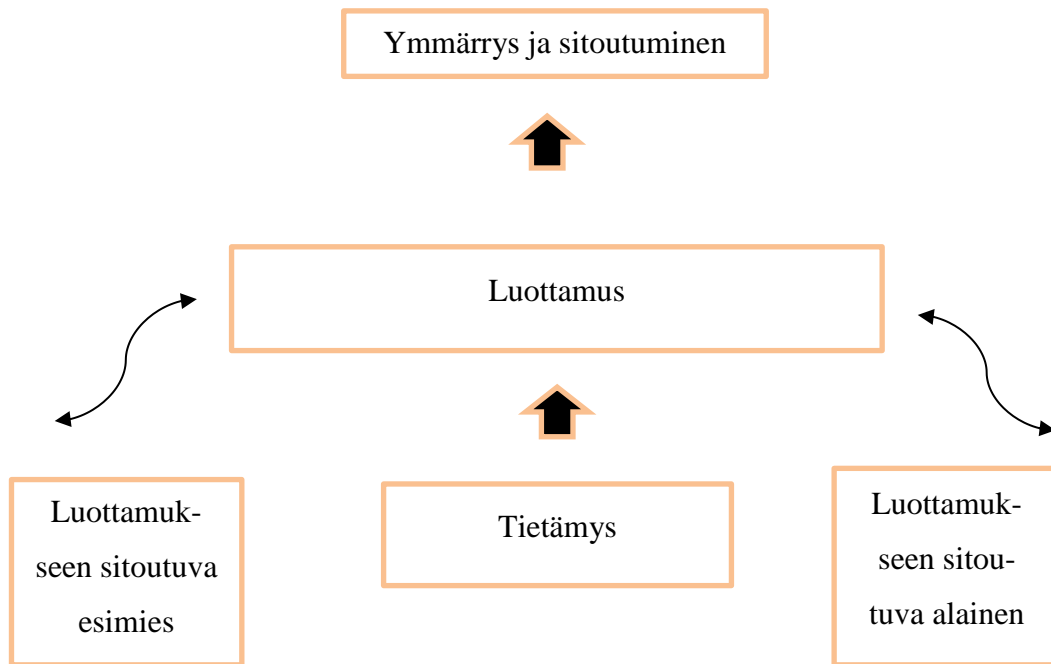 Ymmärrys ja sitoutuminen
Luottamus
Luottamuk-
seen sitoutuva
esimies
Tietämys
Luottamuk-
seen sitou-
tuva alainen